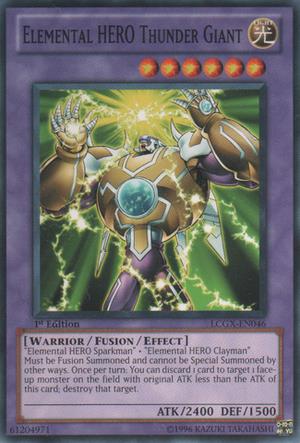 ELEMENTAL HERO THUNDER GIANT
LIGHT
光
1st Edition
LCGX-EN046
[WARRIOR / FUSION / EFFECT]
"Elemental HERO Sparkman" + "Elemental HERO Clayman"
Must be Fusion Summoned and cannot be Special Summoned by
other ways. Once per turn: You can discard 1 card to target 1 face-
up monster on the field with original ATK less than the ATK of this
card; destroy that target.
ATK/2400 DEF/1500
61204971
©1996 KAZUKI TAKAHASHI